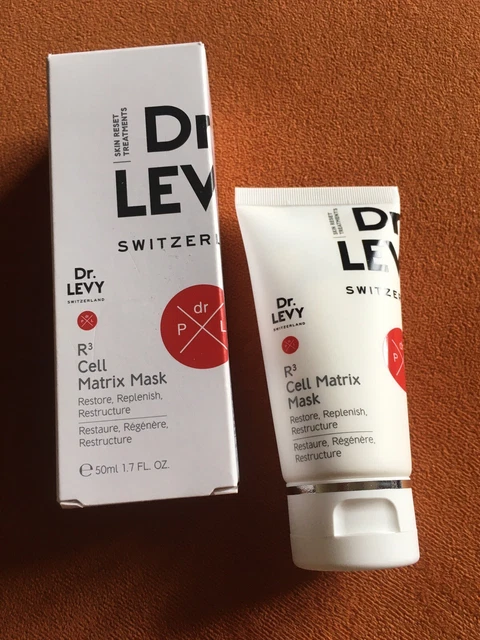 SKIN RESET
TREATMENTS
Dr
LEV
SWITZERL
Dr.
LEVY
SWITZERLAND
dr
P L
R³
Cell
Matrix Mask
Restore, Replenish,
Restructure
Restaure, Régénère,
Restructure
e 50ml 1.7 FL. OZ.
SKIN RESET
TREATMENTS
Dr
LEV
SWITZE
Dr.
LEVY
SWITZERLAND
dr
P
R³
Cell Matrix
Mask
Restore, Replenish,
Restructure
Restaure, Régénère,
Restructure